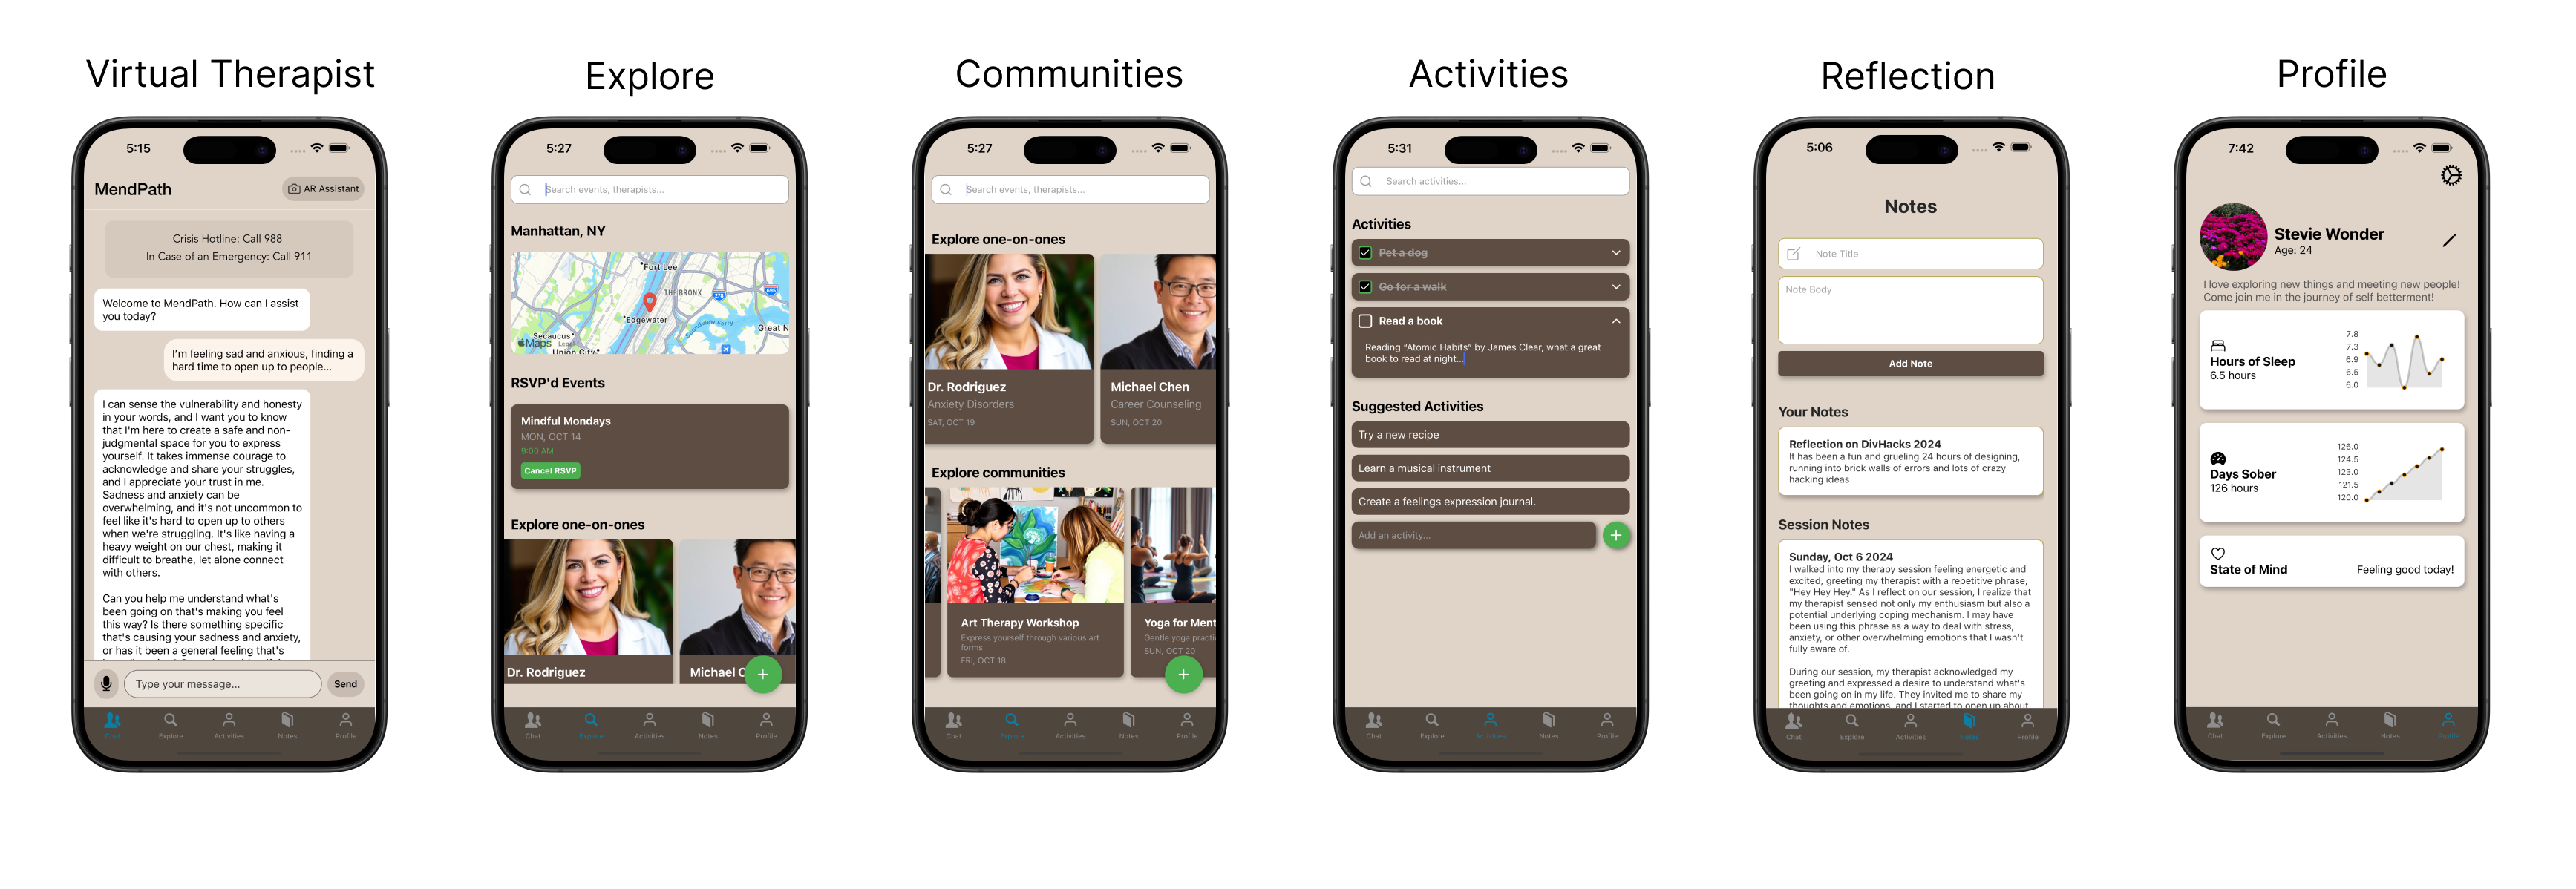 Virtual Therapist
5:15
MendPath
AR Assistant
Crisis Hotline: Call 988
In Case of an Emergency: Call 911
Welcome to MendPath. How can I assist
you today?
I'm feeling sad and anxious, finding a
hard time to open up to people...
I can sense the vulnerability and honesty
in your words, and I want you to know
that I'm here to create a safe and non-
judgmental space for you to express
yourself. It takes immense courage to
acknowledge and share your struggles,
and I appreciate your trust in me.
Sadness and anxiety can be
overwhelming, and it's not uncommon to
feel like it's hard to open up to others
when we're struggling. It's like having a
heavy weight on our chest, making it
difficult to breathe, let alone connect
with others.
Can you help me understand what's
been going on that's making you feel
this way? Is there something specific
that's causing your sadness and anxiety,
or has it been a general feeling that's
Type your message...
Send
Chat
Explore
Activities
Notes
Profile
Explore
5:27
Search events, therapists...
Manhattan, NY
Fort Lee
THE BRONX
Edgewater
Soundview Ferry
Great N
Secaucus
Maps
Legal
Union City
RSVP'd Events
Mindful Mondays
MON, OCT 14
9:00 AM
Cancel RSVP
Explore one-on-ones
Dr. Rodriguez
Michael C
+
Chat
Explore
Activities
Notes
Profile
Communities
5:27
Search events, therapists...
Explore one-on-ones
Dr. Rodriguez
Anxiety Disorders
SAT, OCT 19
Michael Chen
Career Counseling
SUN, OCT 20
Explore communities
Art Therapy Workshop
Express yourself through various art
forms
FRI, OCT 18
Yoga for Ment
Gentle yoga practi
SUN, OCT 20
+
Chat
Explore
Activities
Notes
Profile
Activities
5:31
Search activities...
Activities
Pet a dog
Go for a walk
Read a book
Reading “Atomic Habits” by James Clear, what a great
book to read at night...
Suggested Activities
Try a new recipe
Learn a musical instrument
Create a feelings expression journal.
Add an activity...
+
Chat
Explore
Activities
Notes
Profile
Reflection
5:06
Notes
Note Title
Note Body
Add Note
Your Notes
Reflection on DivHacks 2024
It has been a fun and grueling 24 hours of designing,
running into brick walls of errors and lots of crazy
hacking ideas
Session Notes
Sunday, Oct 6 2024
I walked into my therapy session feeling energetic and
excited, greeting my therapist with a repetitive phrase,
"Hey Hey Hey." As I reflect on our session, I realize that
my therapist sensed not only my enthusiasm but also a
potential underlying coping mechanism. I may have
been using this phrase as a way to deal with stress,
anxiety, or other overwhelming emotions that I wasn't
fully aware of.
During our session, my therapist acknowledged my
greeting and expressed a desire to understand what's
been going on in my life. They invited me to share my
thoughts and emotions, and I started to open up about
Chat
Explore
Activities
Notes
Profile
Profile
7:42
Stevie Wonder
Age: 24
I love exploring new things and meeting new people!
Come join me in the journey of self betterment!
Hours of Sleep
6.5 hours
7.8
7.3
6.9
6.5
6.0
Days Sober
126 hours
126.0
124.5
123.0
121.5
120.0
State of Mind
Feeling good today!
Chat
Explore
Activities
Notes
Profile